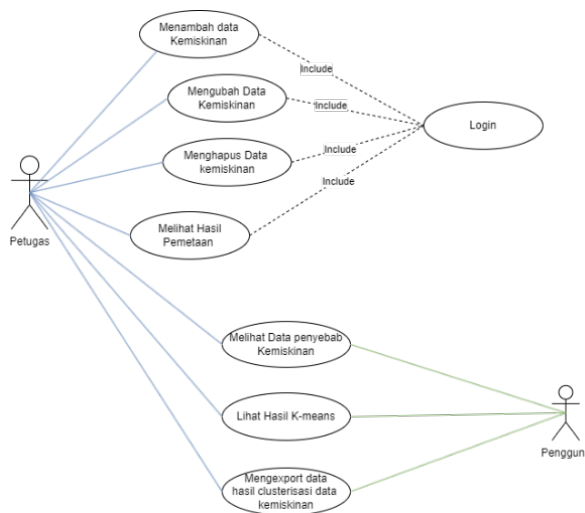 Menambah data
Kemiskinan
Include
Mengubah Data
Kemiskinan
Include
Login
Menghapus Data
kemiskinan
Include
Include
Petugas
Melihat Hasil
Pemetaan
Melihat Data penyebab
Kemiskinan
Lihat Hasil K-means
Penggun
Mengexport data
hasil clusterisasi data
kemiskinan